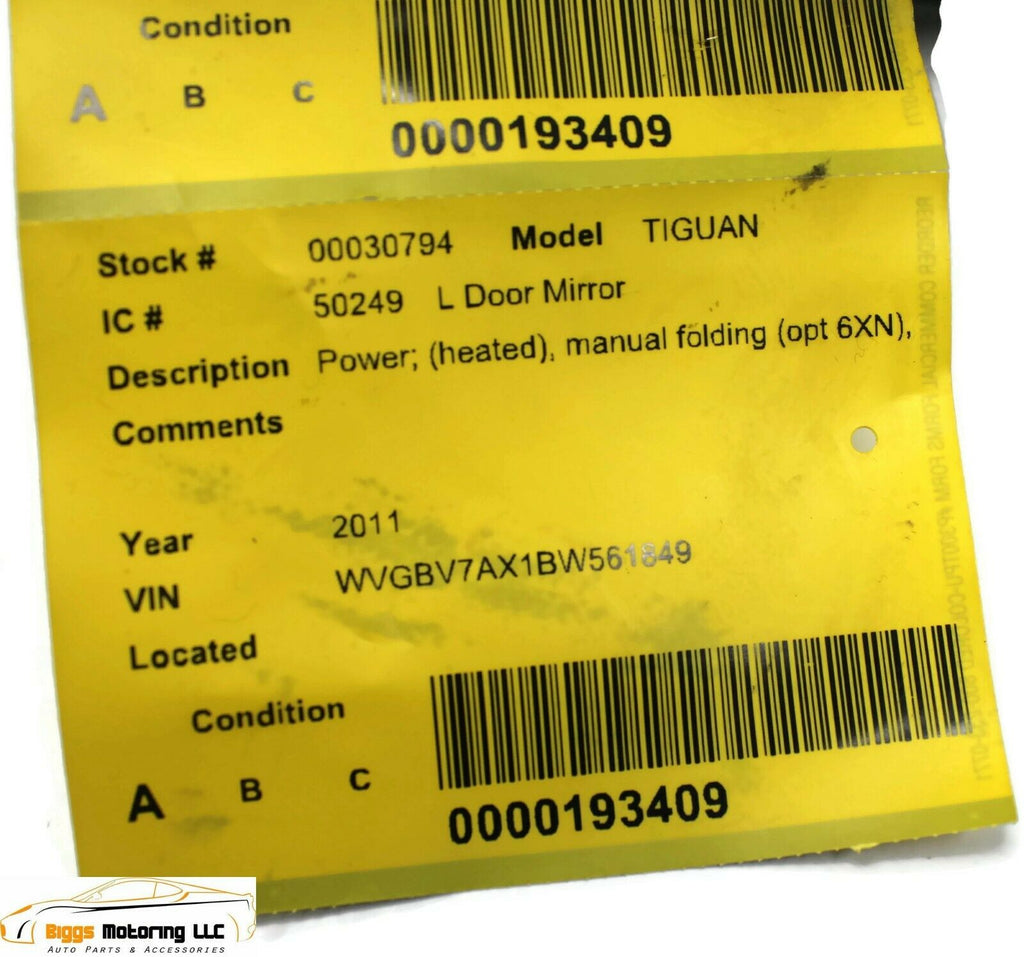 Condition
A B C
0000193409
Stock # 00030794 Model TIGUAN
IC # 50249 L Door Mirror
Description Power; (heated), manual folding (opt 6XN),
Comments
Year 2011
VIN WVGBV7AX1BW561849
Located
Condition
A B C
0000193409
Biggs Motoring LLC
Auto Parts & Accessories